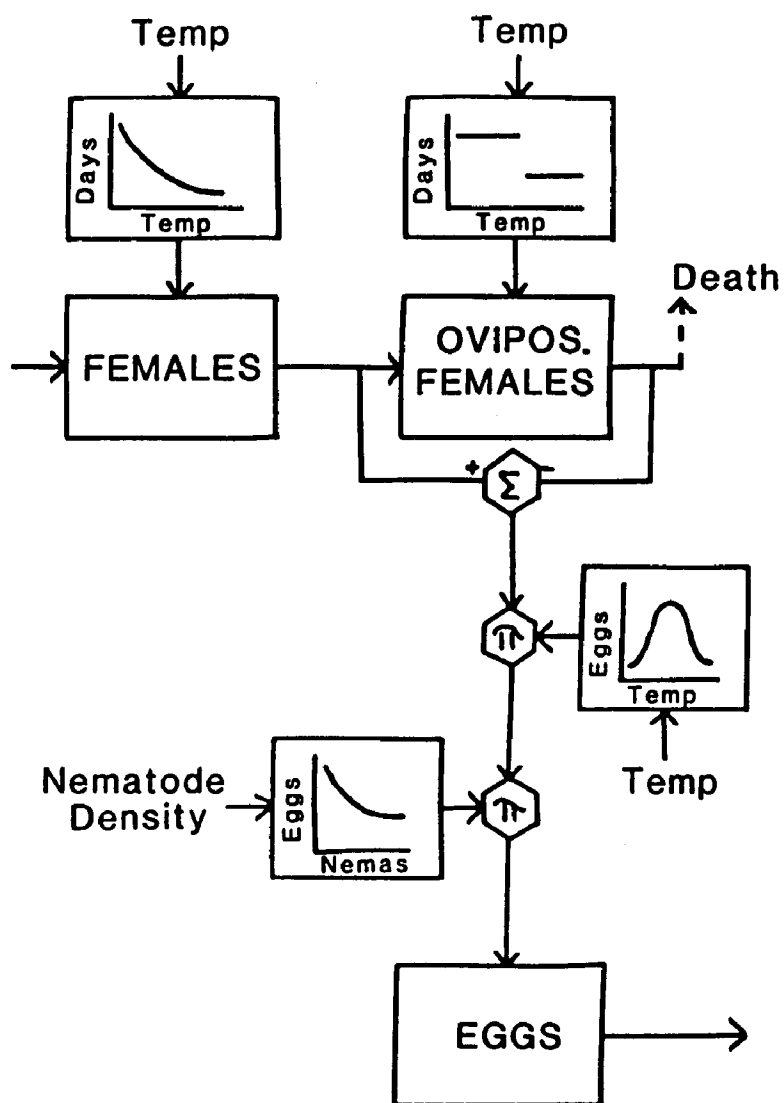 Temp
Temp
Days
Temp
Days
Temp
Death
FEMALES
OVIPOS.
FEMALES
+
Σ
−
π
Eggs
Temp
Temp
Nematode
Density
Eggs
Nemas
π
EGGS